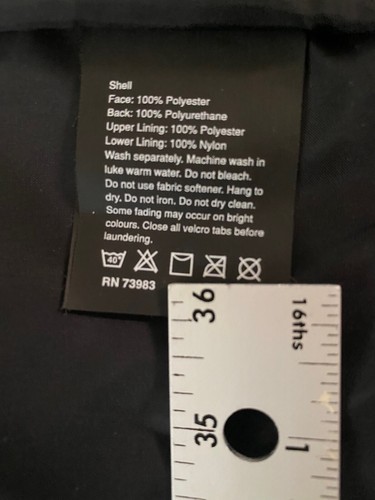 Shell
Face: 100% Polyester
Back: 100% Polyurethane
Upper Lining: 100% Polyester
Lower Lining: 100% Nylon
Wash separately. Machine wash in
luke warm water. Do not bleach.
Do not use fabric softener. Hang to
dry. Do not iron. Do not dry clean.
Some fading may occur on bright
colours. Close all velcro tabs before
laundering.
40°
RN 73983
36
16ths
35
1